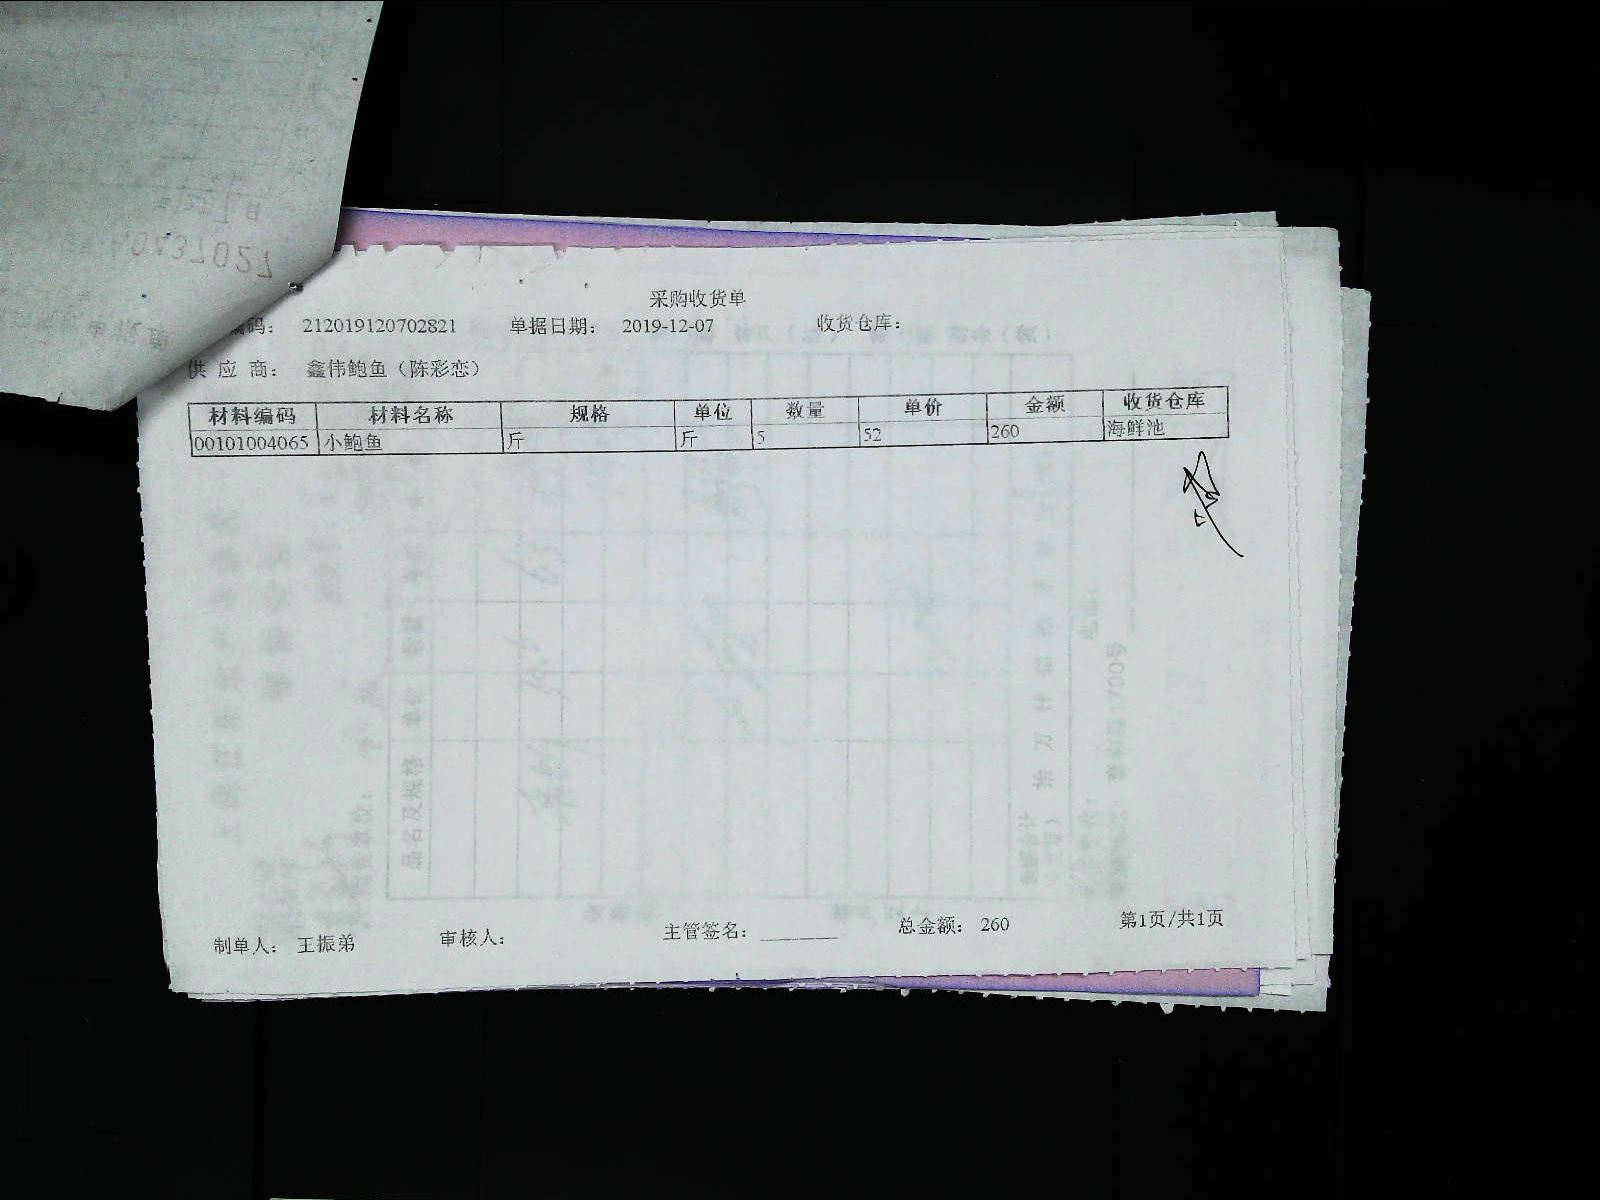 采购收货单
码： 212019120702821 单据日期： 2019-12-07 收货仓库：
供 应 商： 鑫伟鲍鱼（陈彩恋）
材料编码 材料名称 规格 单位 数量 单价 金额 收货仓库
00101004065 小鲍鱼 斤 斤 5 52 260 海鲜池
制单人： 王振弟 审核人： 主管签名： ________ 总金额： 260 第1页/共1页